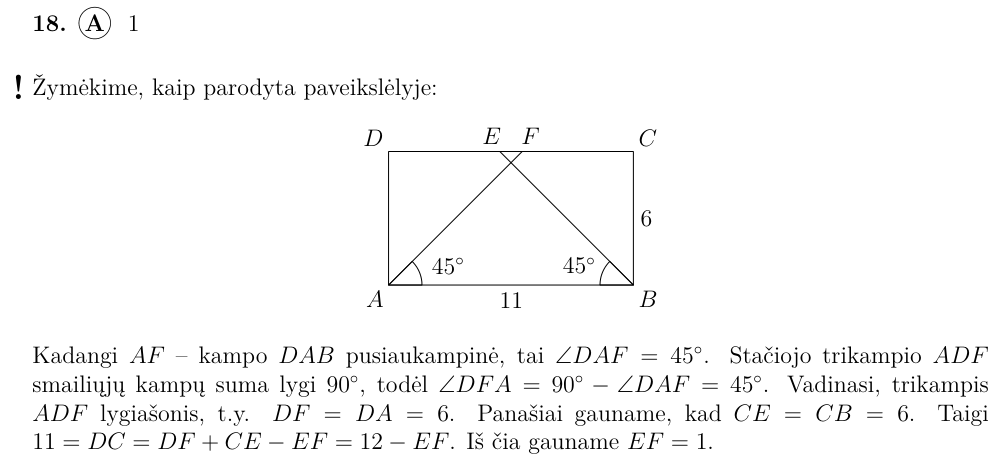 18. (A) 1
! Žymėkime, kaip parodyta paveikslėlyje:
D E F C
6
45° 45°
A 11 B
Kadangi AF – kampo DAB pusiaukampinė, tai ∠DAF = 45°. Stačiojo trikampio ADF
smailiųjų kampų suma lygi 90°, todėl ∠DFA = 90° − ∠DAF = 45°. Vadinasi, trikampis
ADF lygiašonis, t.y. DF = DA = 6. Panašiai gauname, kad CE = CB = 6. Taigi
11 = DC = DF + CE − EF = 12 − EF. Iš čia gauname EF = 1.